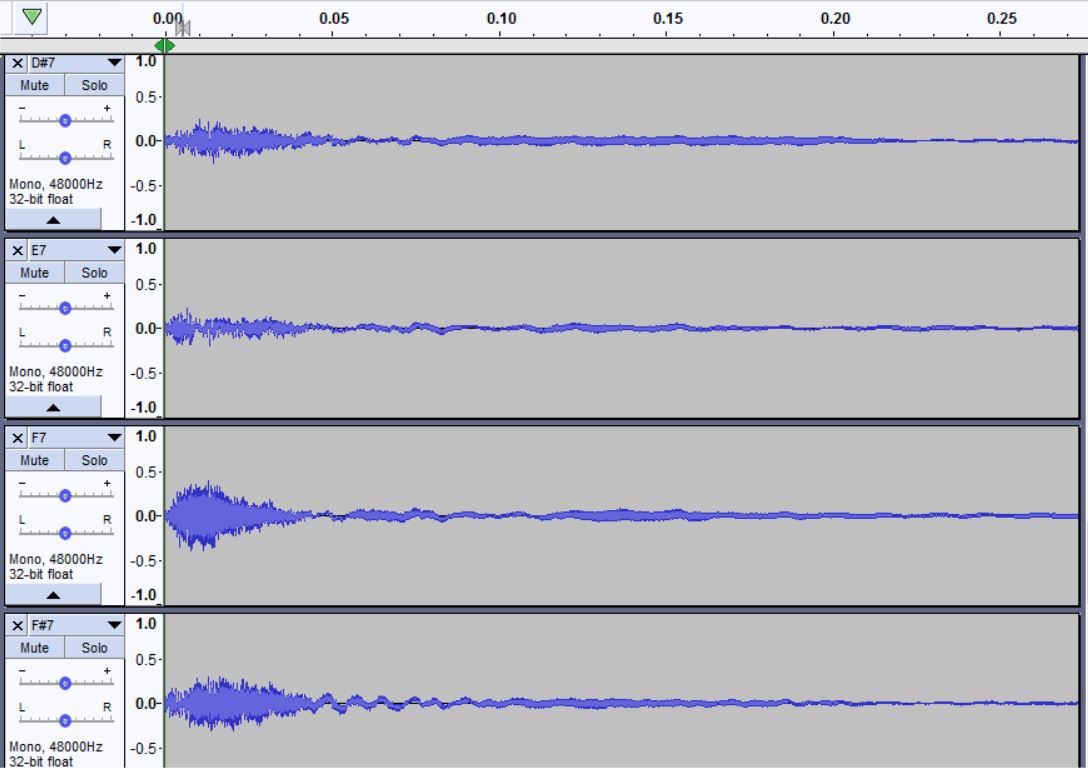 0.00 0.05 0.10 0.15 0.20 0.25
× D#7 1.0
Mute Solo
0.5
- +
0.0
L R
Mono, 48000Hz
-0.5
32-bit float
-1.0
× E7 1.0
Mute Solo
0.5
- +
0.0
L R
Mono, 48000Hz
-0.5
32-bit float
-1.0
× F7 1.0
Mute Solo
0.5
- +
0.0
L R
Mono, 48000Hz
-0.5
32-bit float
-1.0
× F#7 1.0
Mute Solo
0.5
- +
0.0
L R
Mono, 48000Hz
-0.5
32-bit float